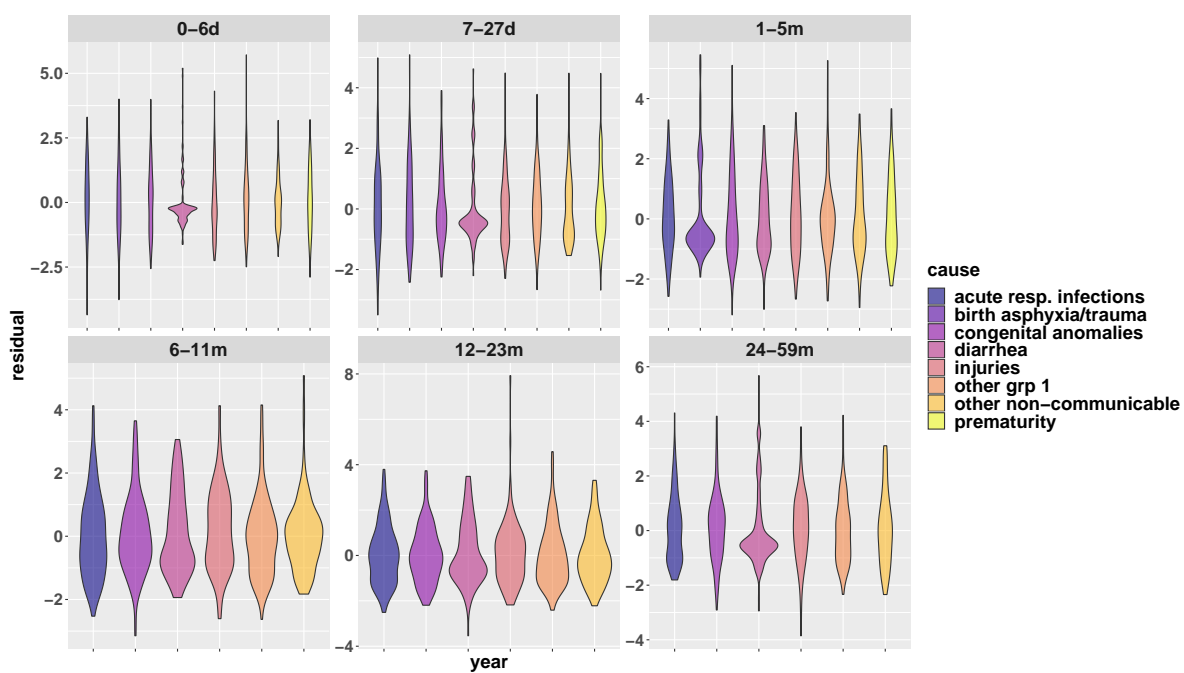 0–6d
7–27d
1–5m
5.0
2.5
0.0
−2.5
4
2
0
−2
4
2
0
−2
residual
6–11m
12–23m
24–59m
4
2
0
−2
8
4
0
−4
6
4
2
0
−2
−4
year
cause
acute resp. infections
birth asphyxia/trauma
congenital anomalies
diarrhea
injuries
other grp 1
other non−communicable
prematurity